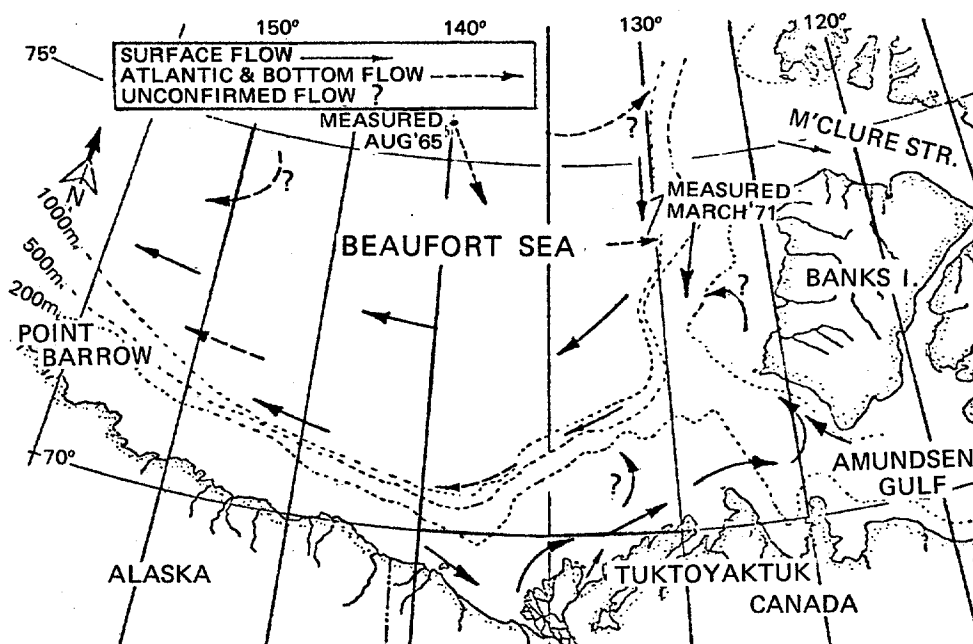 150° 140° 130° 120°
75°
SURFACE FLOW
ATLANTIC & BOTTOM FLOW
UNCONFIRMED FLOW ?
MEASURED
AUG'65
?
M'CLURE STR.
N
?
1000m.
MEASURED
MARCH '71
BEAUFORT SEA
500m.
BANKS I.
?
200m.
POINT
BARROW
70°
AMUNDSEN
GULF
?
ALASKA
TUKTOYAKTUK
CANADA